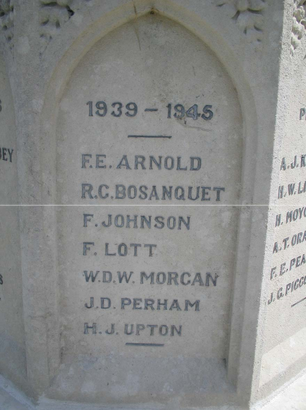 1939 - 1945
F.E. ARNOLD
R.C. BOSANQUET
F. JOHNSON
F. LOTT
W.D.W. MORGAN
J.D. PERHAM
H.J. UPTON
A.J.
H.W.
H.
A.T.
F.E.
J.G.